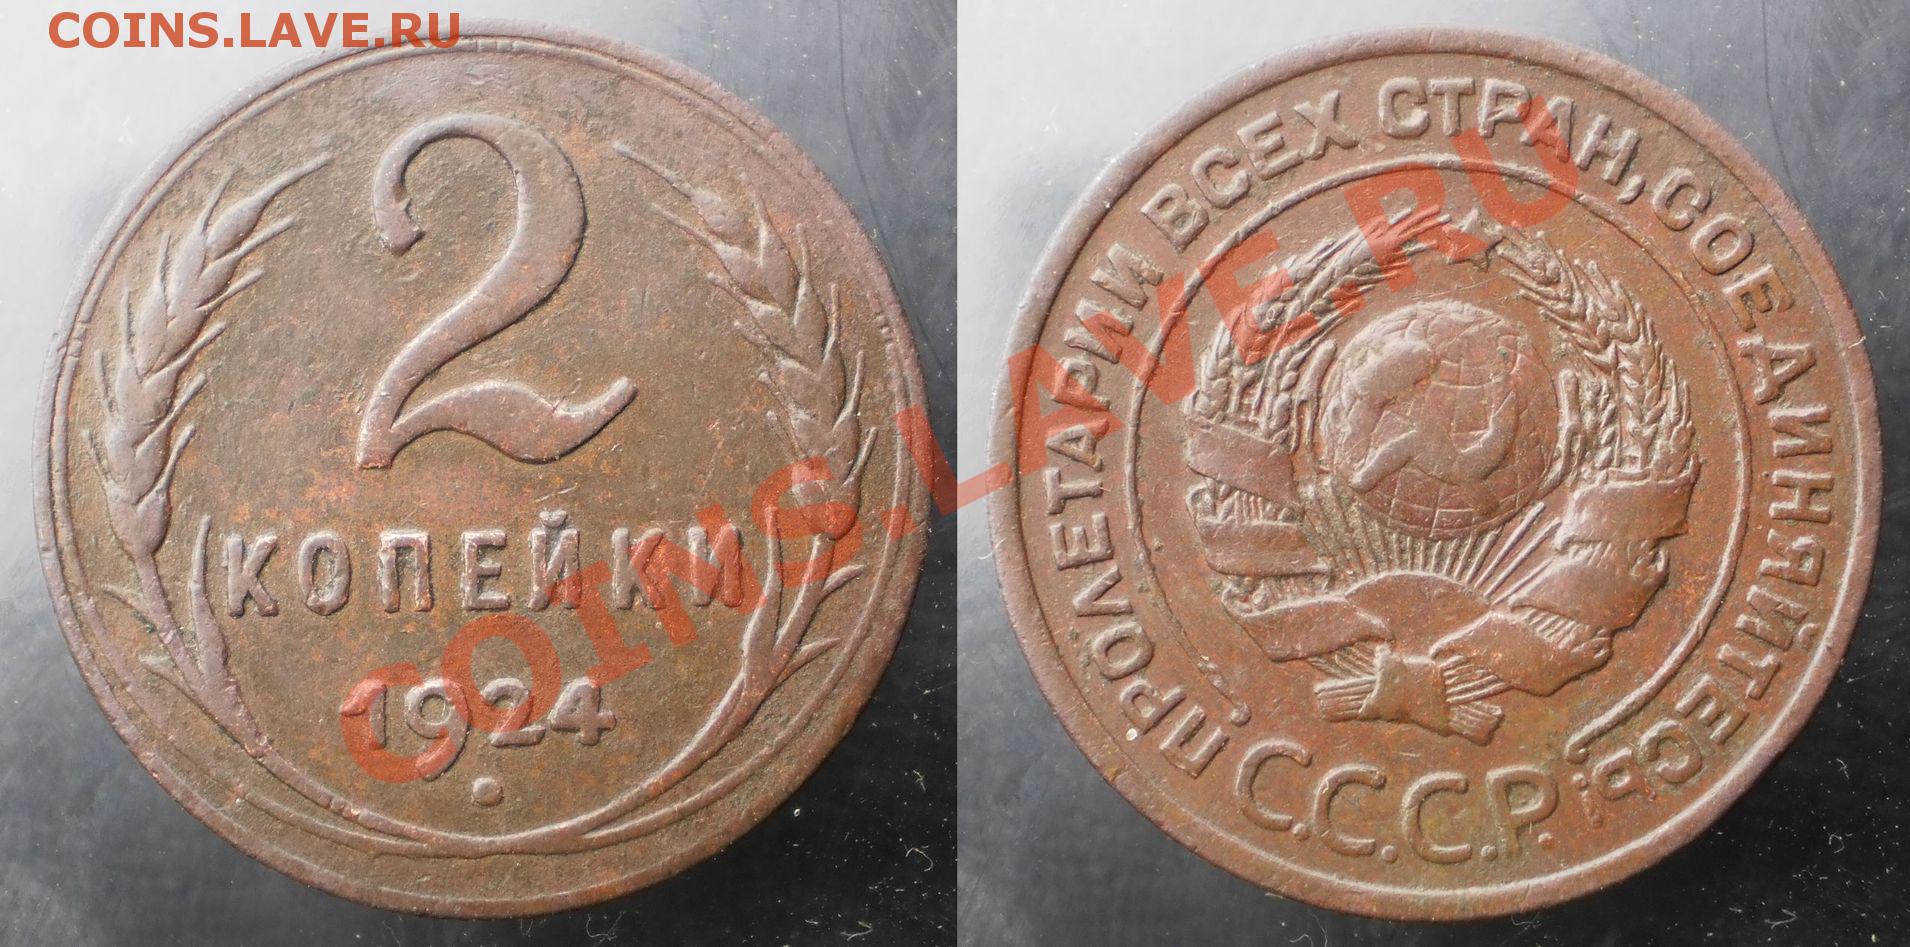 COINS.LAVE.RU
2
КОПЕЙКИ
1924
ПРОЛЕТАРИИ ВСЕХ СТРАН, СОЕДИНЯЙТЕСЬ!
С.С.С.Р.
COINS.LAVE.RU